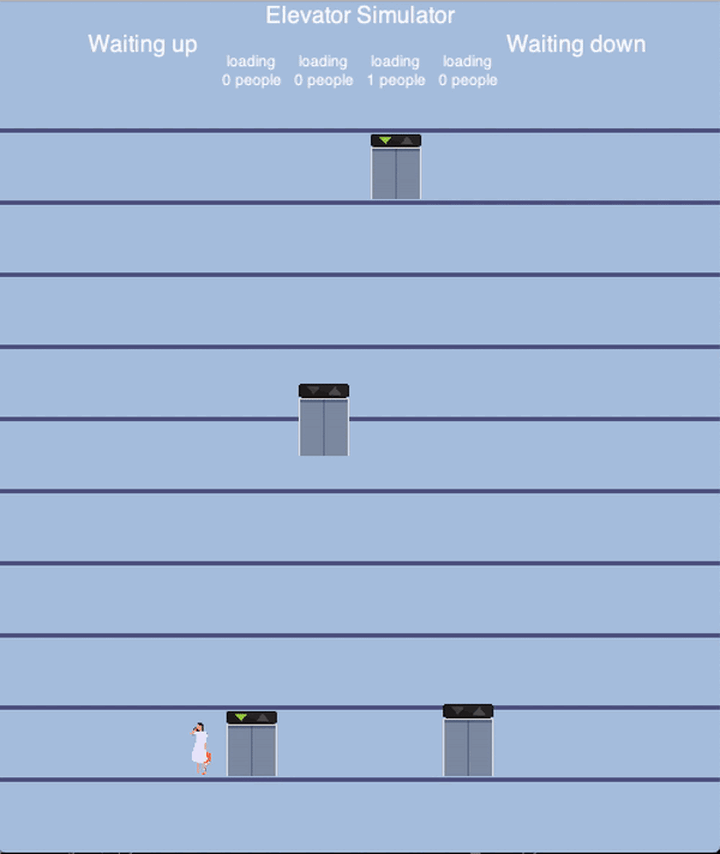 Elevator Simulator
Waiting up
Waiting down
loading loading loading loading
0 people 0 people 1 people 0 people